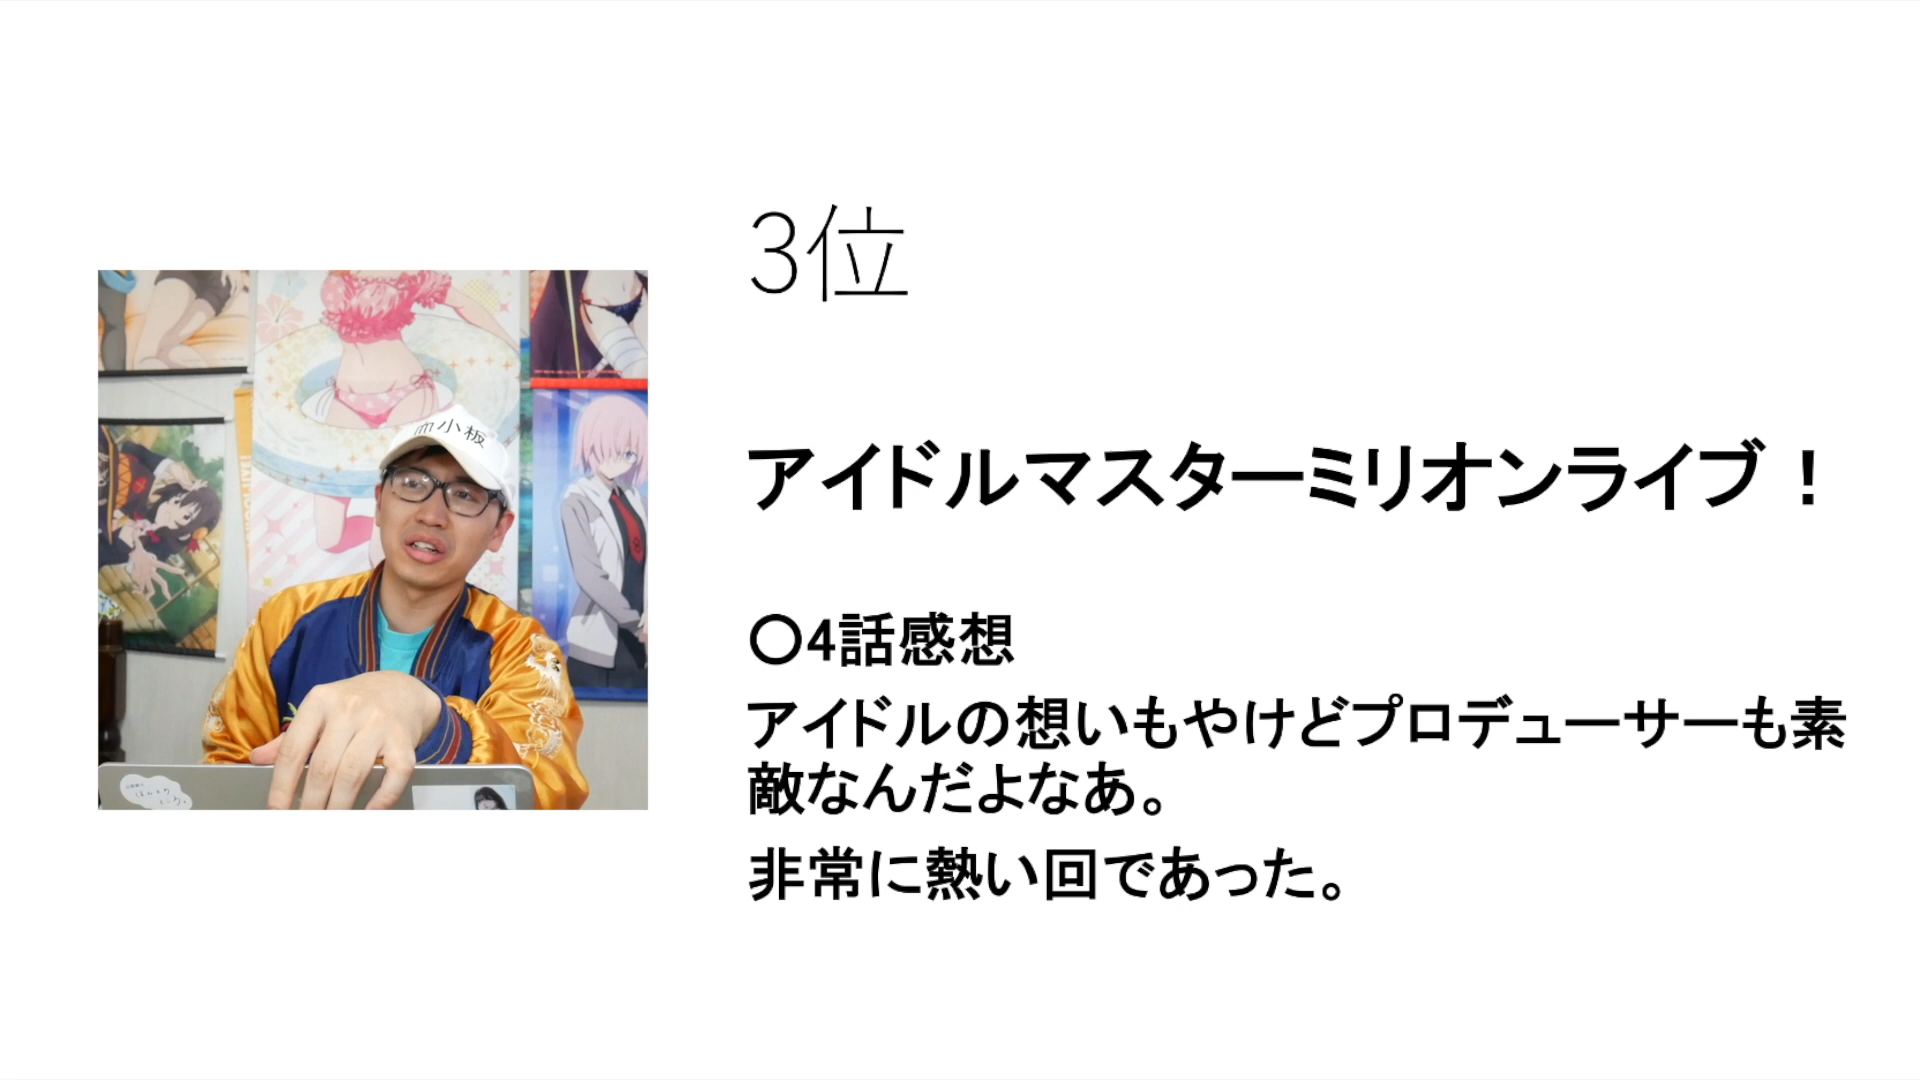 3位
アイドルマスターミリオンライブ！
〇4話感想
アイドルの想いもやけどプロデューサーも素
敵なんだよなあ。
非常に熱い回であった。
m小板